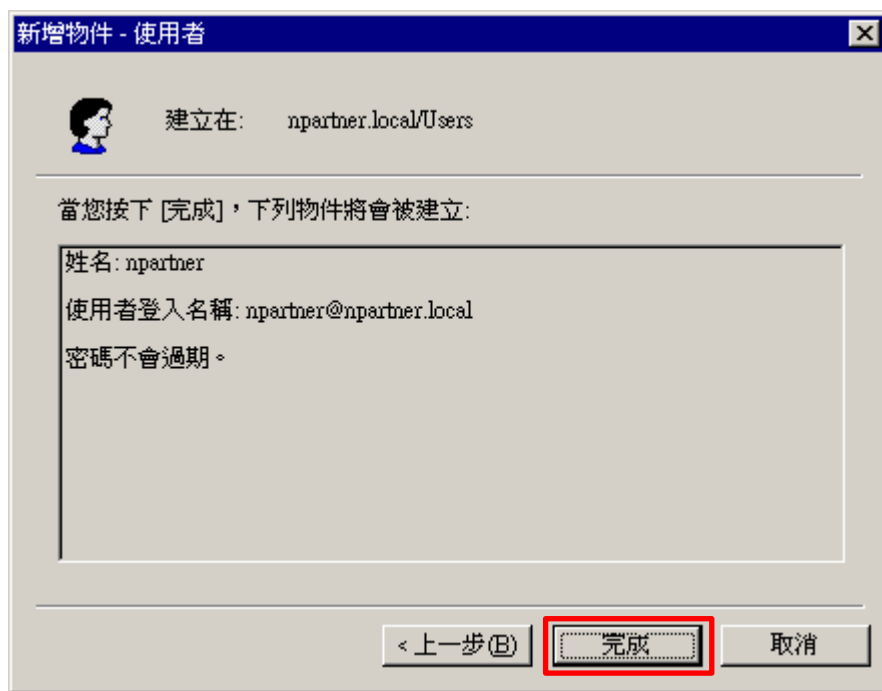 新增物件 - 使用者
建立在: npartner.local/Users
當您按下 [完成]，下列物件將會被建立:
姓名: npartner
使用者登入名稱: npartner@npartner.local
密碼不會過期。
< 上一步(B) 完成 取消